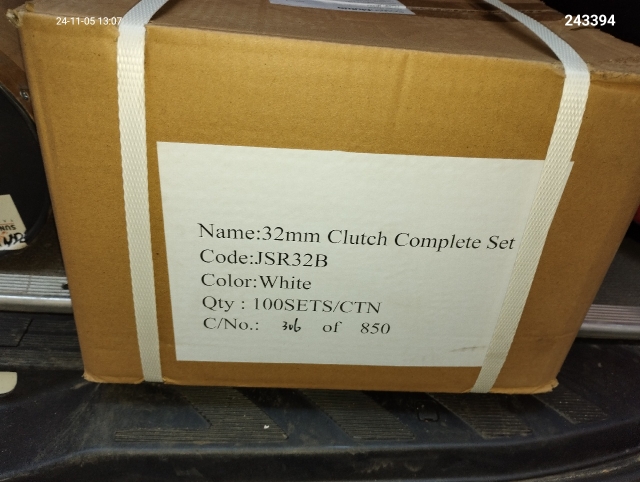 24-11-05 13:07
243394
Name:32mm Clutch Complete Set
Code:JSR32B
Color:White
Qty : 100SETS/CTN
C/No.: 306 of 850